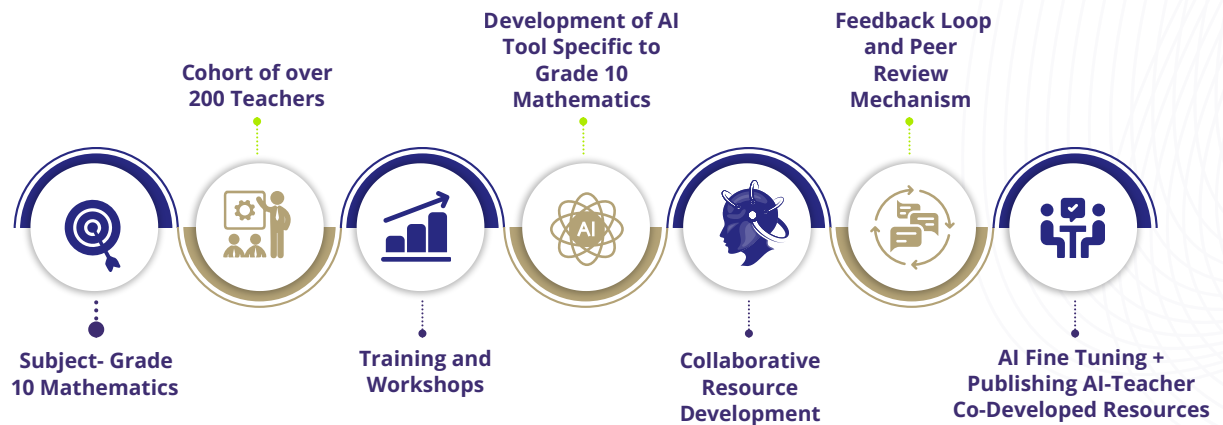 Subject- Grade
10 Mathematics
Cohort of over
200 Teachers
Training and
Workshops
Development of AI
Tool Specific to
Grade 10
Mathematics
AI
Collaborative
Resource
Development
Feedback Loop
and Peer
Review
Mechanism
AI Fine Tuning +
Publishing AI-Teacher
Co-Developed Resources